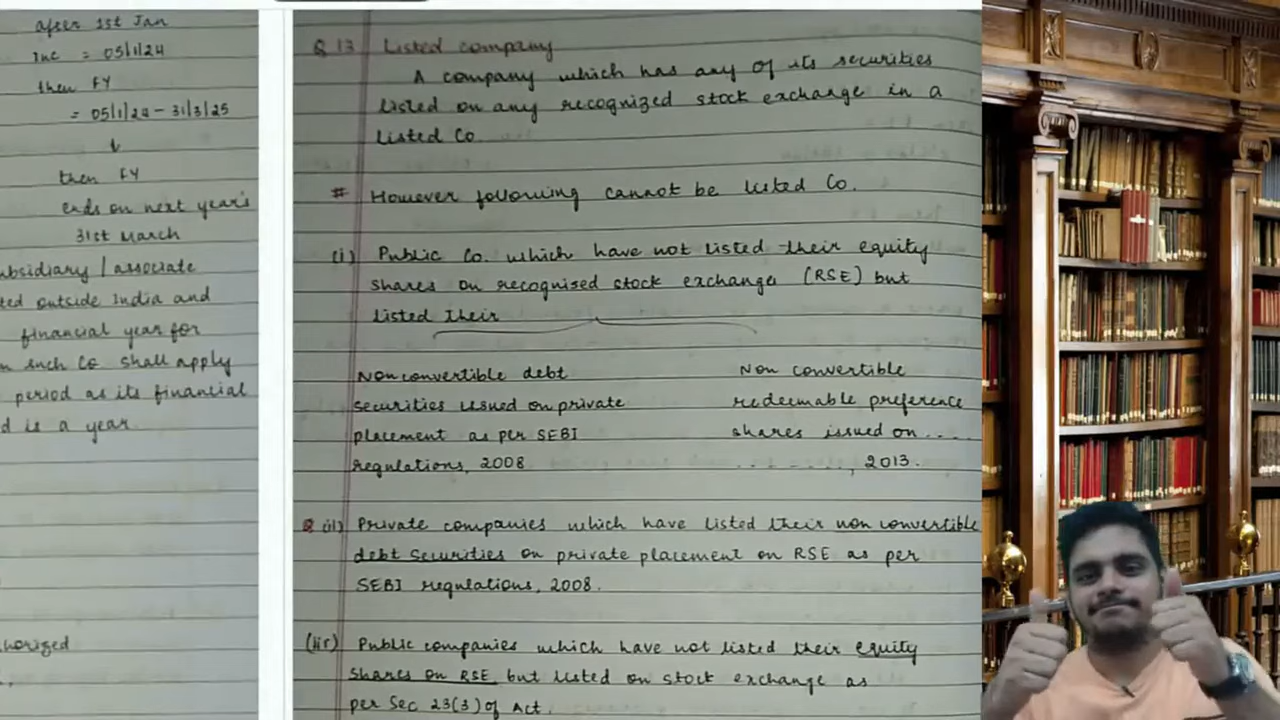 after 1st Jan
Inc = 05/1/24
then FY
= 05/1/24 - 31/3/25
↓
then FY
ends on next year's
31st March
ubsidiary / associate
ted outside India and
financial year for
n such Co shall apply
period as its financial
d is a year.
horized
Q 13 Listed company
A company which has any of its securities
listed on any recognized stock exchange in a
listed Co.
# However following cannot be listed Co.
(i) Public Co. which have not listed their equity
shares on recognised stock exchange (RSE) but
listed their
Non convertible debt
securities issued on private
placement as per SEBI
regulations, 2008
Non convertible
redeemable preference
shares issued on ....
.........., 2013.
Q (ii) Private companies which have listed their non convertible
debt securities on private placement on RSE as per
SEBI regulations, 2008.
(iii) Public companies which have not listed their equity
shares on RSE but listed on stock exchange as
per Sec 23(3) of Act.